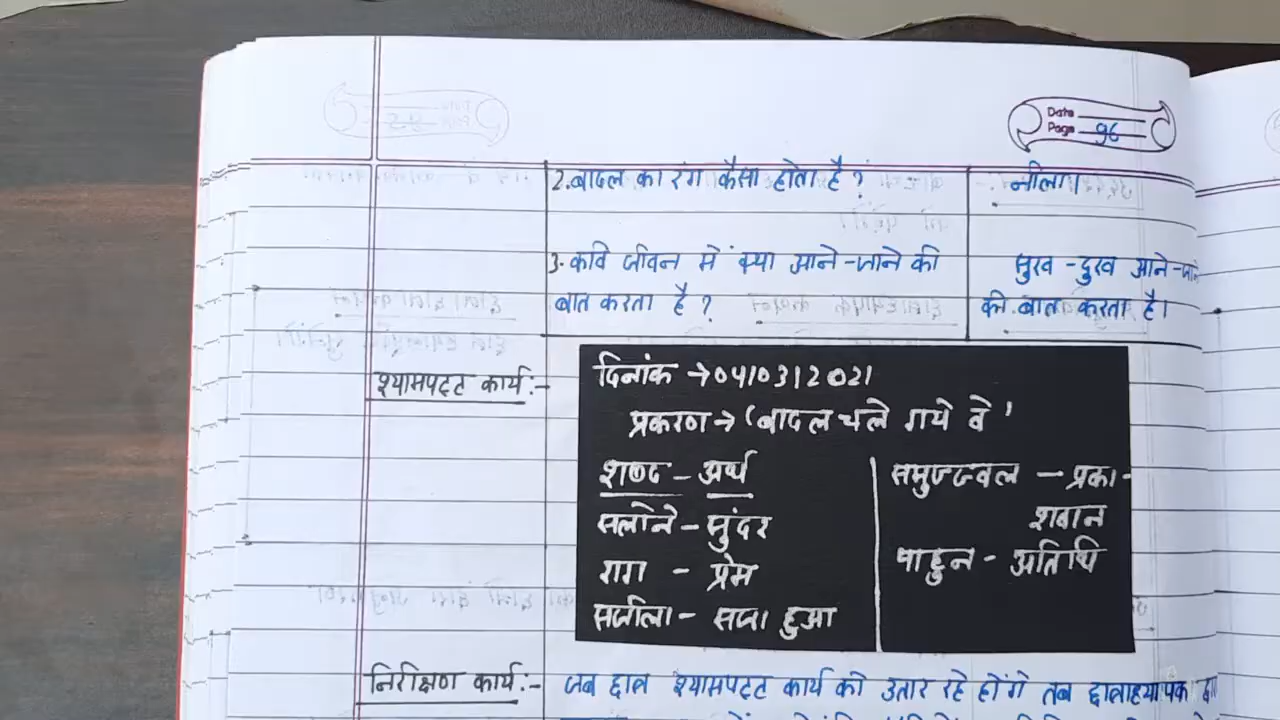 Date
Page 96
2. बादल का रंग कैसा होता है ?
नीला।
3. कवि जीवन में क्या आने-जाने की
बात करता है ?
सुख - दुख आने-जाने
की बात करता है।
श्यामपट्ट कार्य :-
दिनांक → 04/03/2021
प्रकरण → 'बादल चले गये वे'
शब्द - अर्थ
सलोने - सुंदर
राग - प्रेम
सजीला - सजा हुआ
समुज्जवल - प्रका-
शवान
पाहुन - अतिथि
निरीक्षण कार्य :- जब छात्र श्यामपट्ट कार्य को उतार रहे होंगे तब छात्राध्यापक